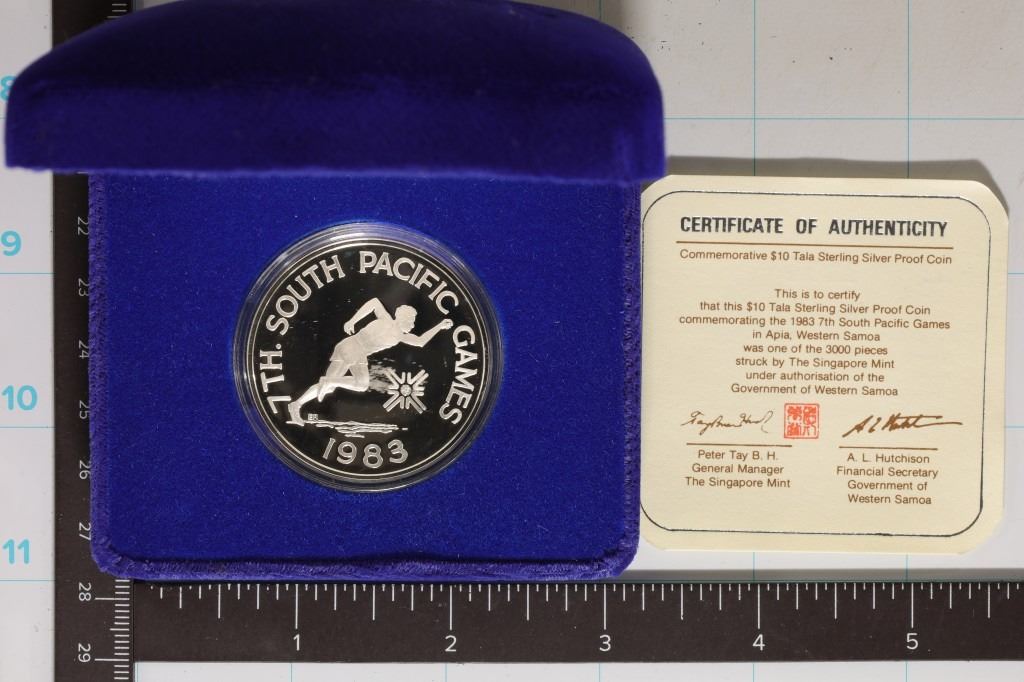 7TH. SOUTH PACIFIC GAMES
1983
CERTIFICATE OF AUTHENTICITY
Commemorative $10 Tala Sterling Silver Proof Coin
This is to certify
that this $10 Tala Sterling Silver Proof Coin
commemorating the 1983 7th South Pacific Games
in Apia, Western Samoa
was one of the 3000 pieces
struck by The Singapore Mint
under authorisation of the
Government of Western Samoa
Peter Tay B. H.
General Manager
The Singapore Mint
A. L. Hutchison
Financial Secretary
Government of
Western Samoa
8
9
10
11
22
23
24
25
26
27
28
29
1 2 3 4 5